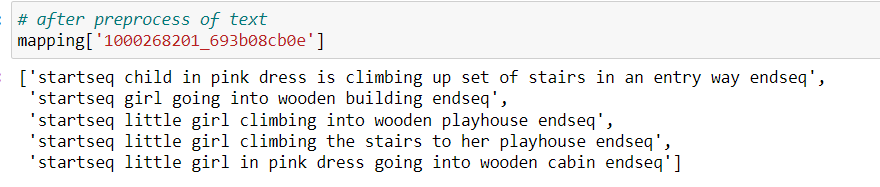 # after preprocess of text
mapping['1000268201_693b08cb0e']
['startseq child in pink dress is climbing up set of stairs in an entry way endseq',
'startseq girl going into wooden building endseq',
'startseq little girl climbing into wooden playhouse endseq',
'startseq little girl climbing the stairs to her playhouse endseq',
'startseq little girl in pink dress going into wooden cabin endseq']